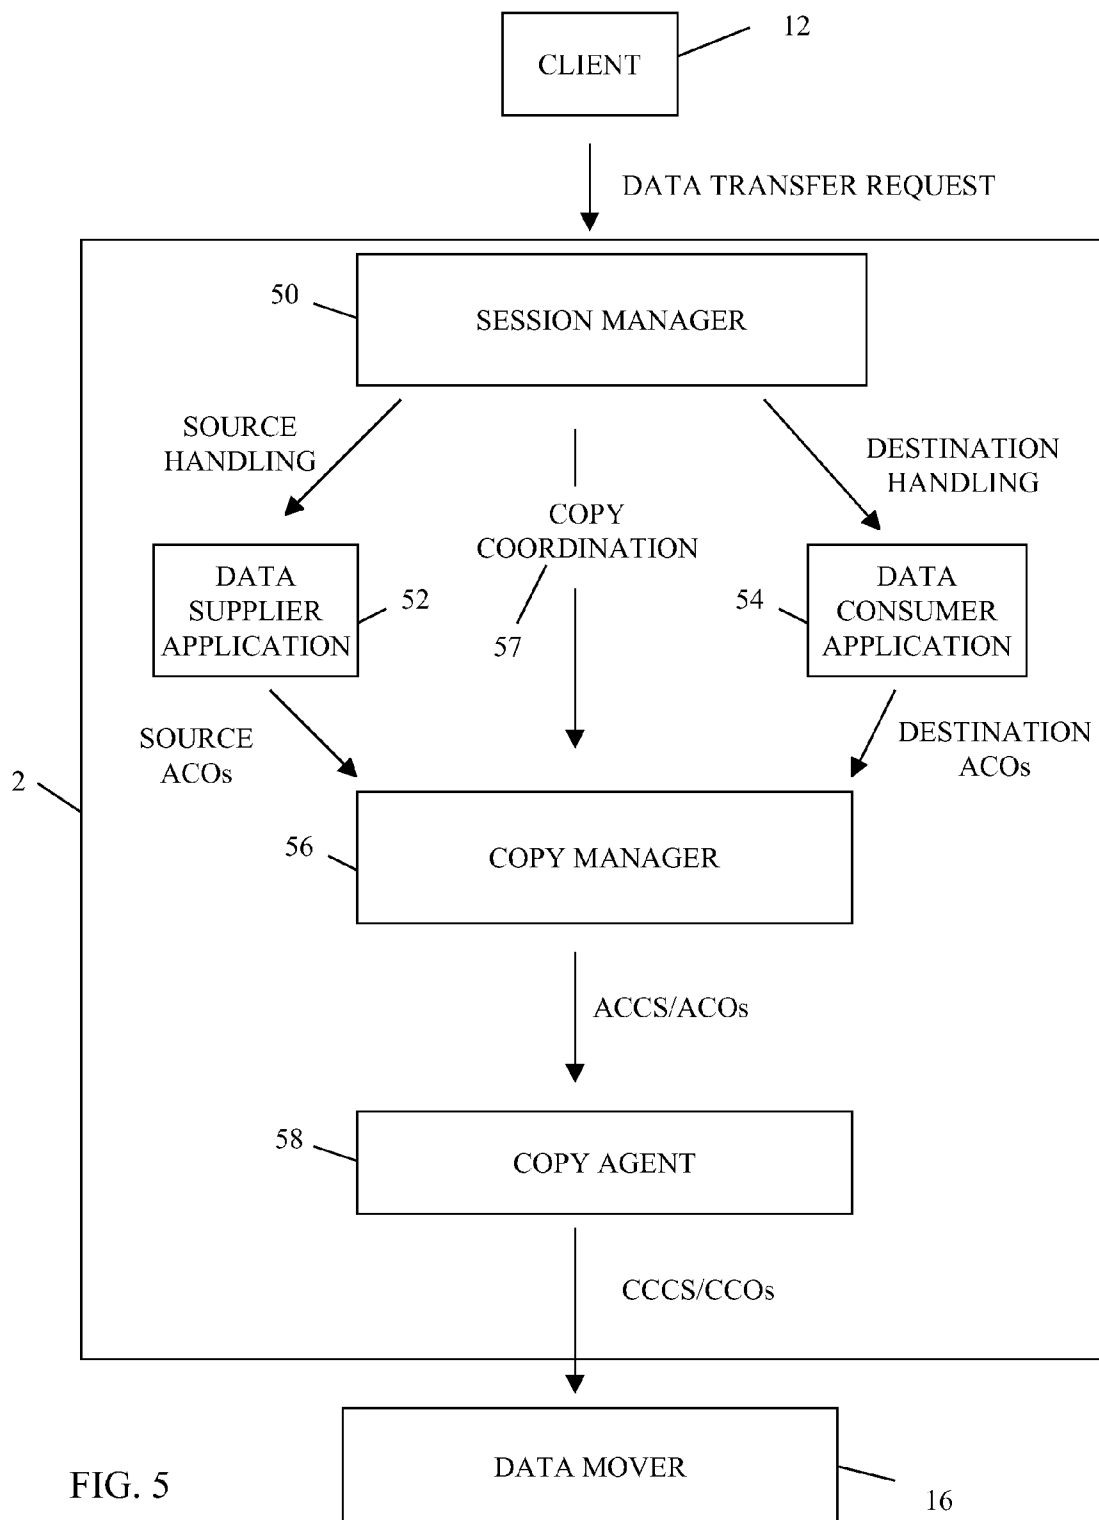 12
CLIENT
DATA TRANSFER REQUEST
50
SESSION MANAGER
SOURCE
HANDLING
DESTINATION
HANDLING
COPY
COORDINATION
57
DATA
SUPPLIER
APPLICATION
52
54
DATA
CONSUMER
APPLICATION
SOURCE
ACOs
DESTINATION
ACOs
2
56
COPY MANAGER
ACCS/ACOs
58
COPY AGENT
CCCS/CCOs
DATA MOVER
16
FIG. 5